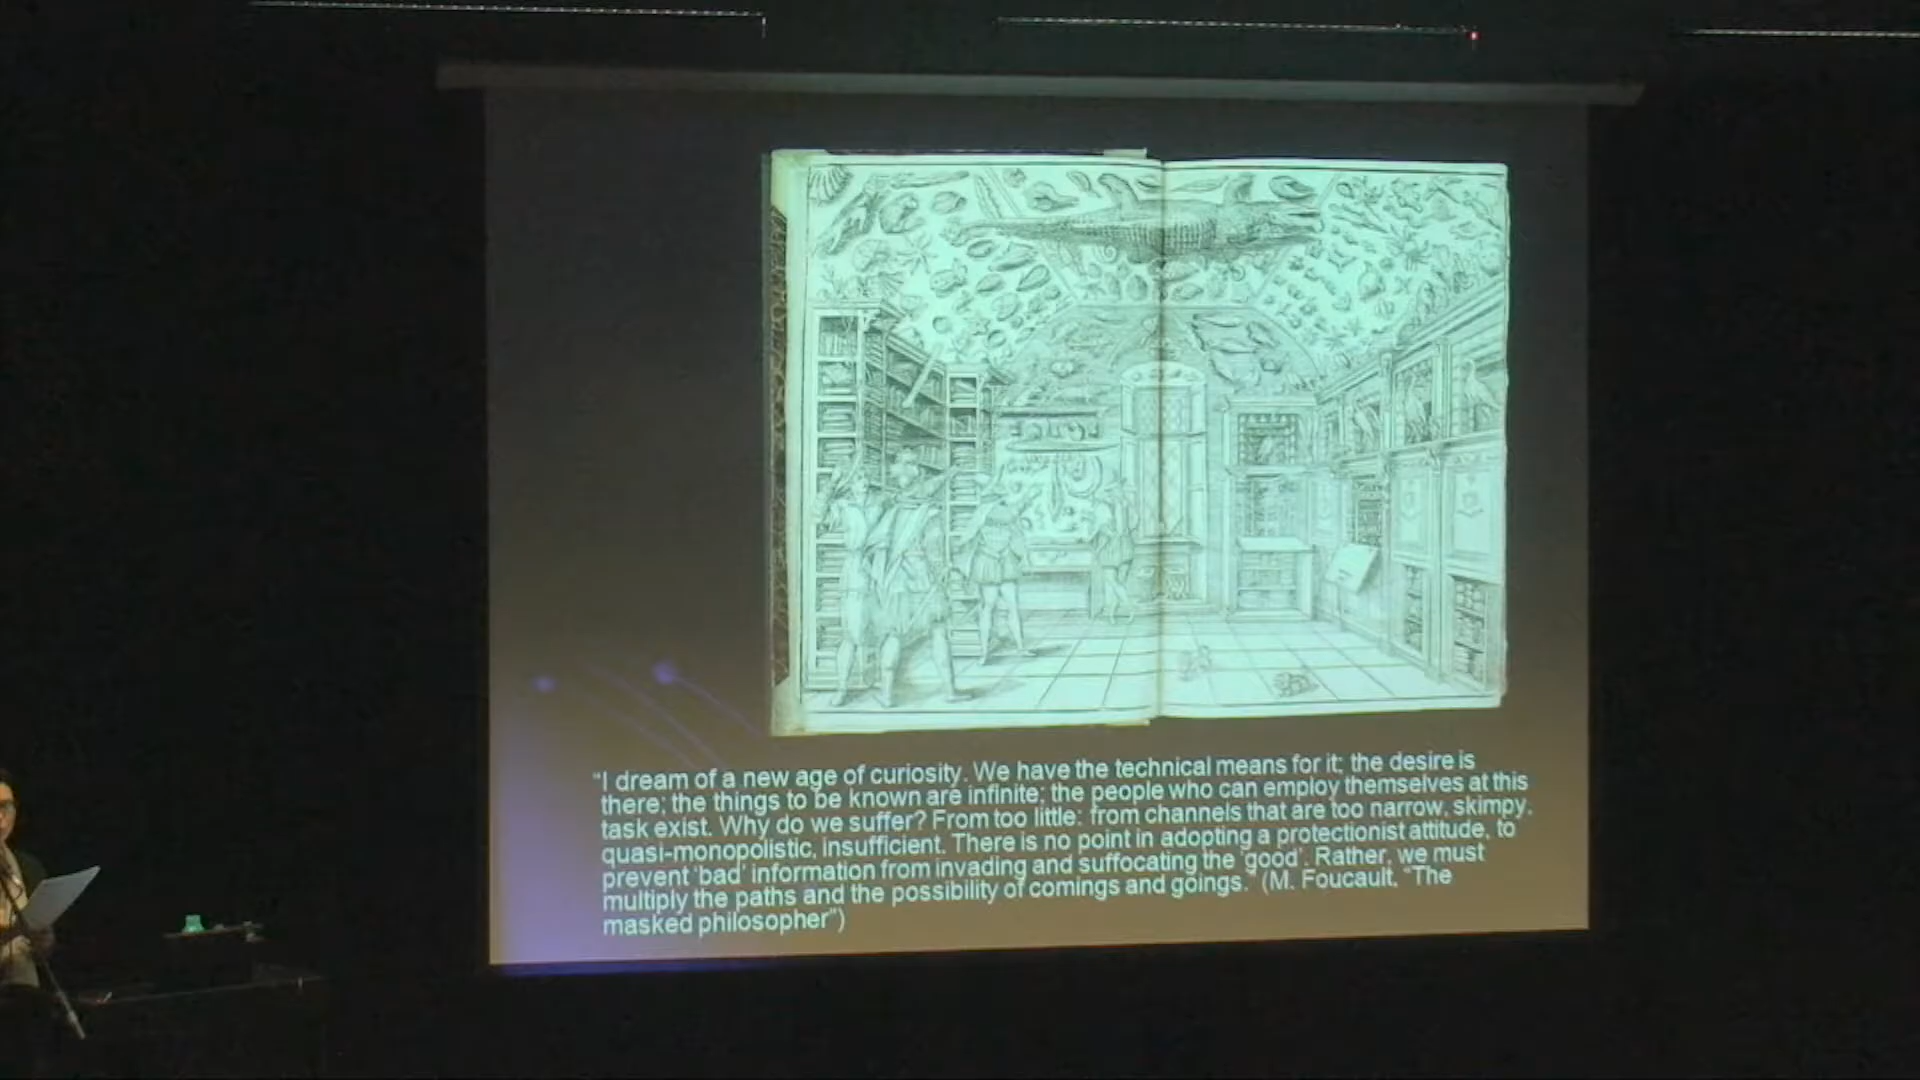 "I dream of a new age of curiosity. We have the technical means for it; the desire is
there; the things to be known are infinite; the people who can employ themselves at this
task exist. Why do we suffer? From too little: from channels that are too narrow, skimpy,
quasi-monopolistic, insufficient. There is no point in adopting a protectionist attitude, to
prevent 'bad' information from invading and suffocating the 'good'. Rather, we must
multiply the paths and the possibility of comings and goings." (M. Foucault, "The
masked philosopher")